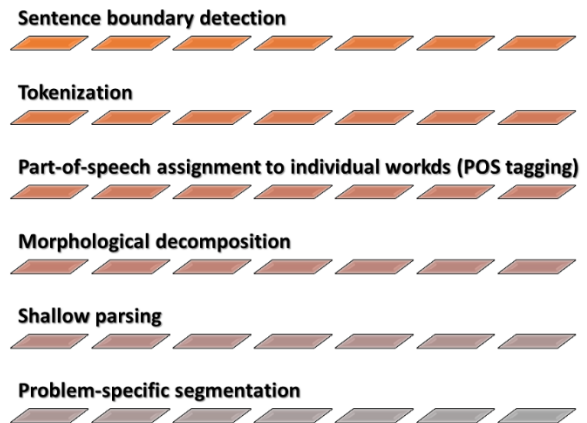 Sentence boundary detection
Tokenization
Part-of-speech assignment to individual workds (POS tagging)
Morphological decomposition
Shallow parsing
Problem-specific segmentation